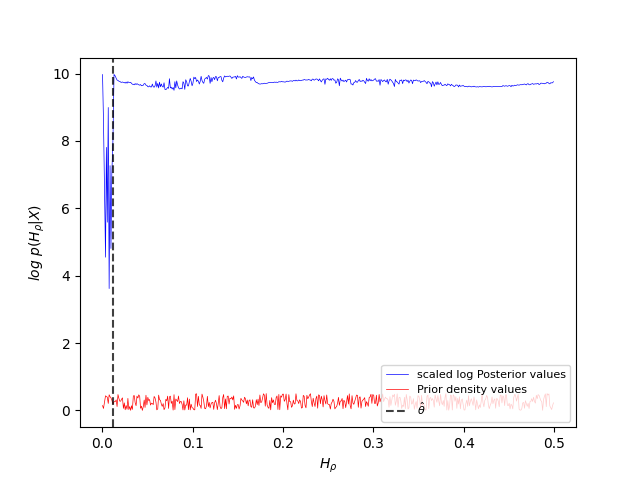 10
8
6
4
2
0
log p(H_ρ|X)
0.0 0.1 0.2 0.3 0.4 0.5
H_ρ
scaled log Posterior values
Prior density values
θ̂